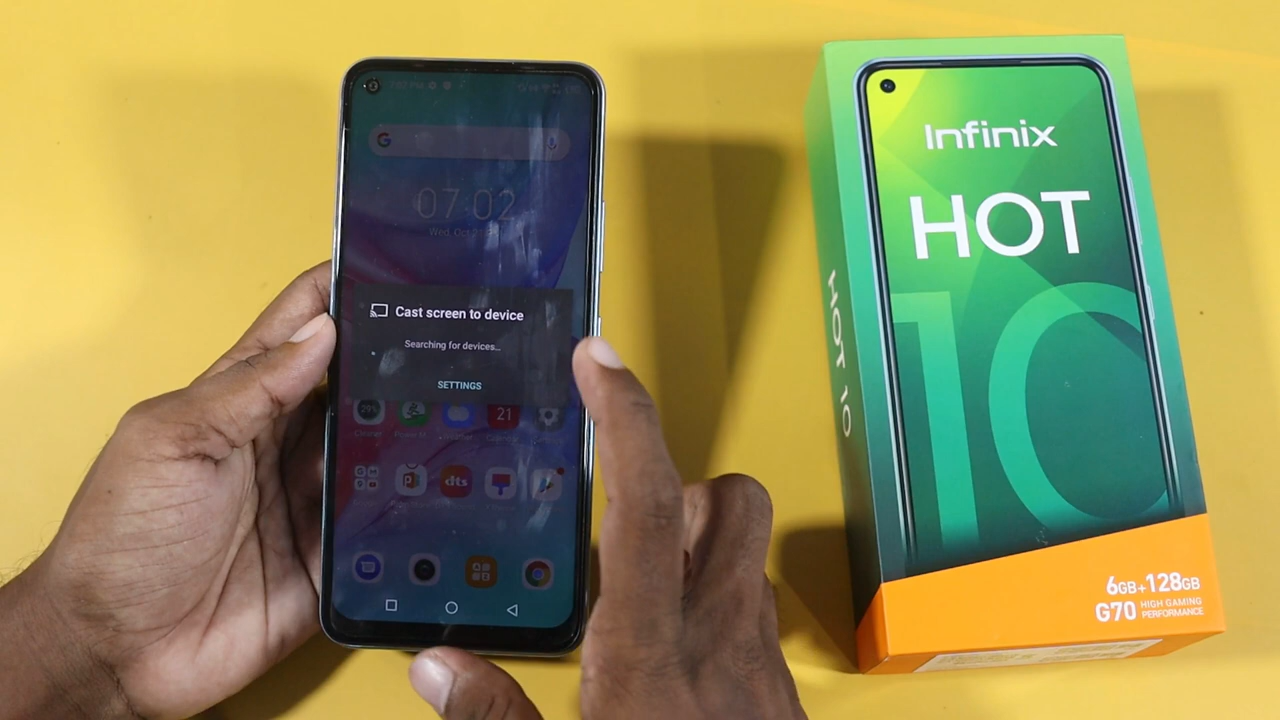 07:02
Cast screen to device
Searching for devices...
SETTINGS
21
dts
Infinix
HOT
10
HOT 10
6GB+128GB
G70 HIGH GAMING
PERFORMANCE